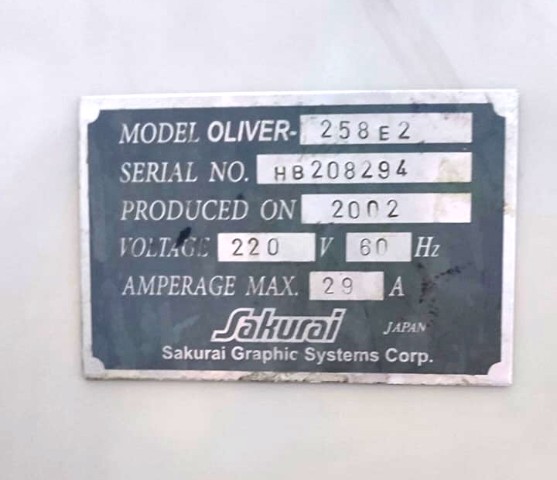 MODEL OLIVER- 258E2
SERIAL NO. HB208294
PRODUCED ON 2002
VOLTAGE 220 V 60 Hz
AMPERAGE MAX. 29 A
Sakurai JAPAN
Sakurai Graphic Systems Corp.